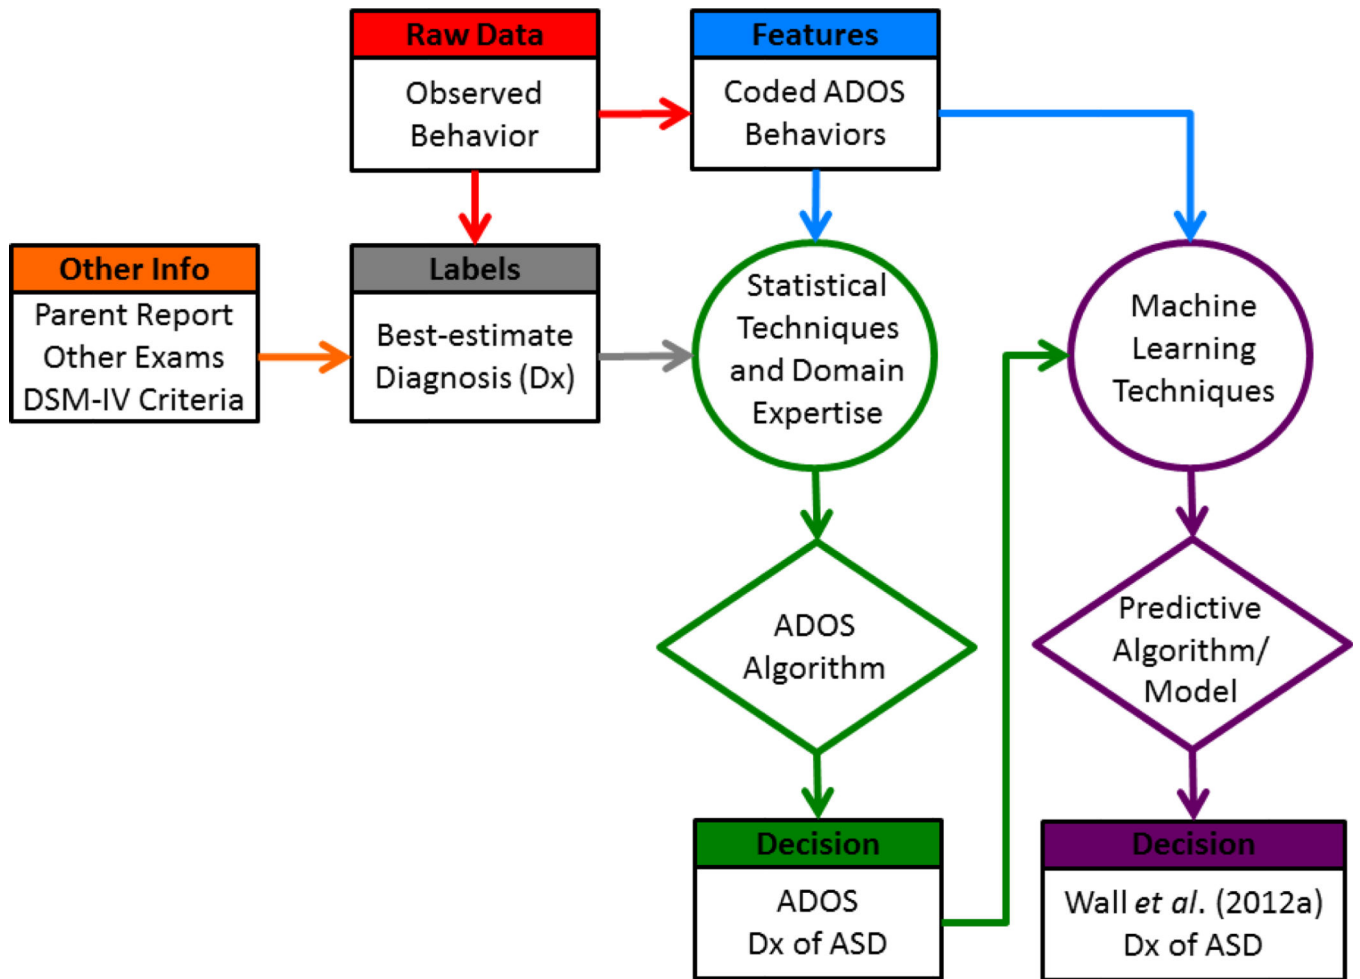 Raw Data
Observed
Behavior
Features
Coded ADOS
Behaviors
Other Info
Parent Report
Other Exams
DSM-IV Criteria
Labels
Best-estimate
Diagnosis (Dx)
Statistical
Techniques
and Domain
Expertise
Machine
Learning
Techniques
ADOS
Algorithm
Predictive
Algorithm/
Model
Decision
ADOS
Dx of ASD
Decision
Wall et al. (2012a)
Dx of ASD